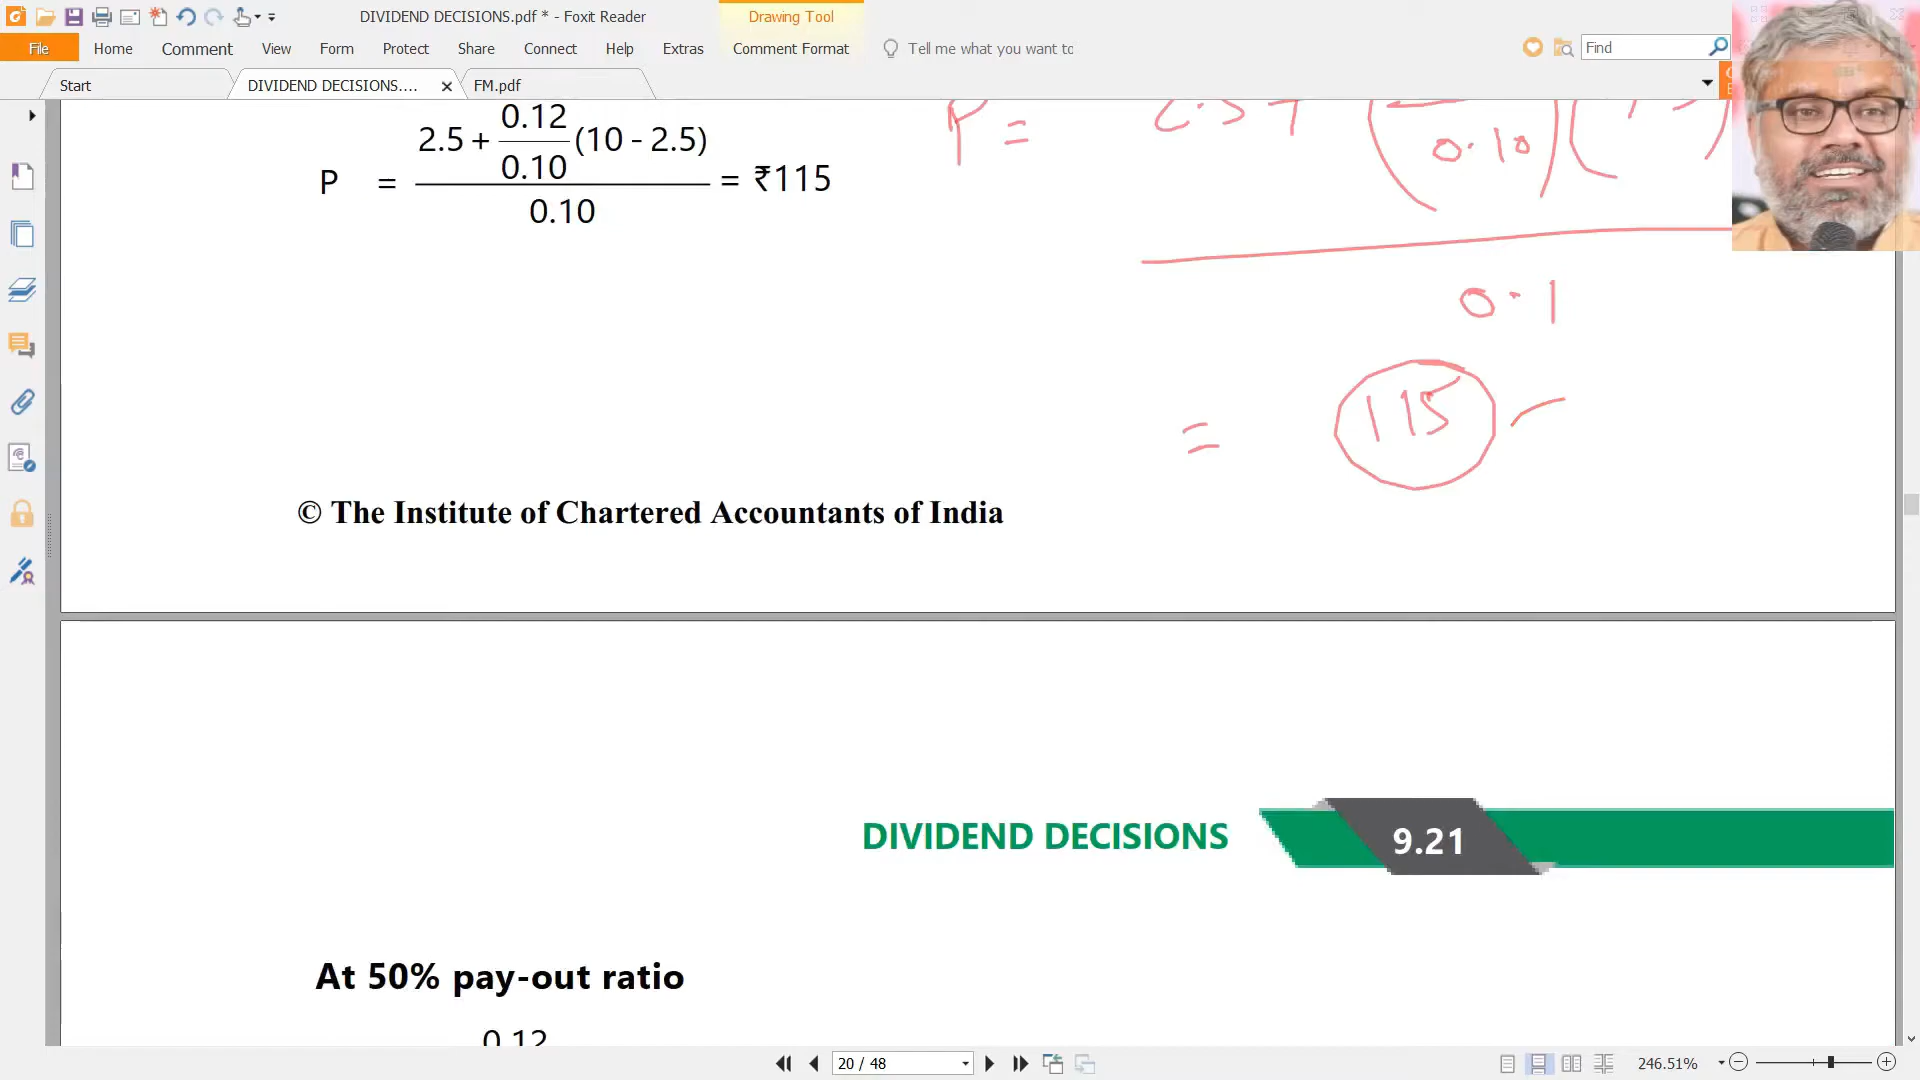 DIVIDEND DECISIONS.pdf * - Foxit Reader
Drawing Tool
File Home Comment View Form Protect Share Connect Help Extras Comment Format Tell me what you want to Find
Start DIVIDEND DECISIONS.... FM.pdf
P = 2.5 + 0.12/0.10 (10 - 2.5) / 0.10 = ₹115
P = 2.5 + 0.10
0.1
= 115
© The Institute of Chartered Accountants of India
DIVIDEND DECISIONS 9.21
At 50% pay-out ratio
0.12
20 / 48 246.51%